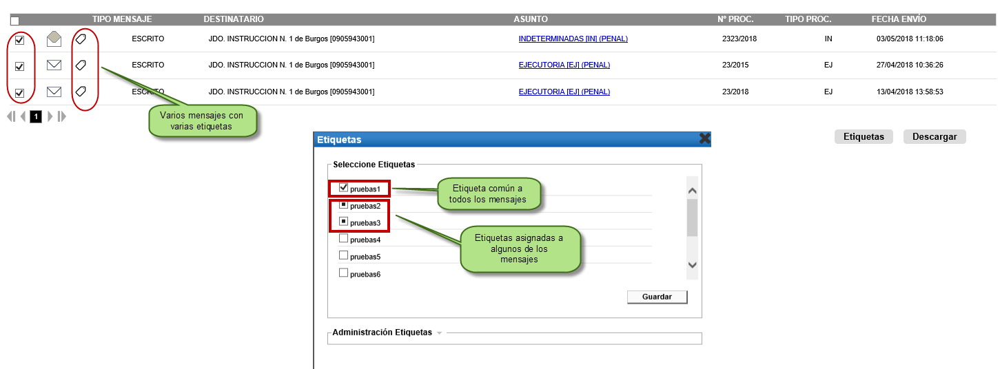 TIPO MENSAJE DESTINATARIO ASUNTO Nº PROC. TIPO PROC. FECHA ENVÍO
ESCRITO JDO. INSTRUCCION N. 1 de Burgos [0905943001] INDETERMINADAS [IN] (PENAL) 2323/2018 IN 03/05/2018 11:18:06
ESCRITO JDO. INSTRUCCION N. 1 de Burgos [0905943001] EJECUTORIA [EJ] (PENAL) 23/2015 EJ 27/04/2018 10:36:26
ESCRITO JDO. INSTRUCCION N. 1 de Burgos [0905943001] EJECUTORIA [EJ] (PENAL) 23/2018 EJ 13/04/2018 13:58:53
1
Varios mensajes con
varias etiquetas
Etiquetas Descargar
Etiquetas
Seleccione Etiquetas
pruebas1
Etiqueta común a
todos los mensajes
pruebas2
pruebas3
Etiquetas asignadas a
algunos de los
mensajes
pruebas4
pruebas5
pruebas6
Guardar
Administración Etiquetas